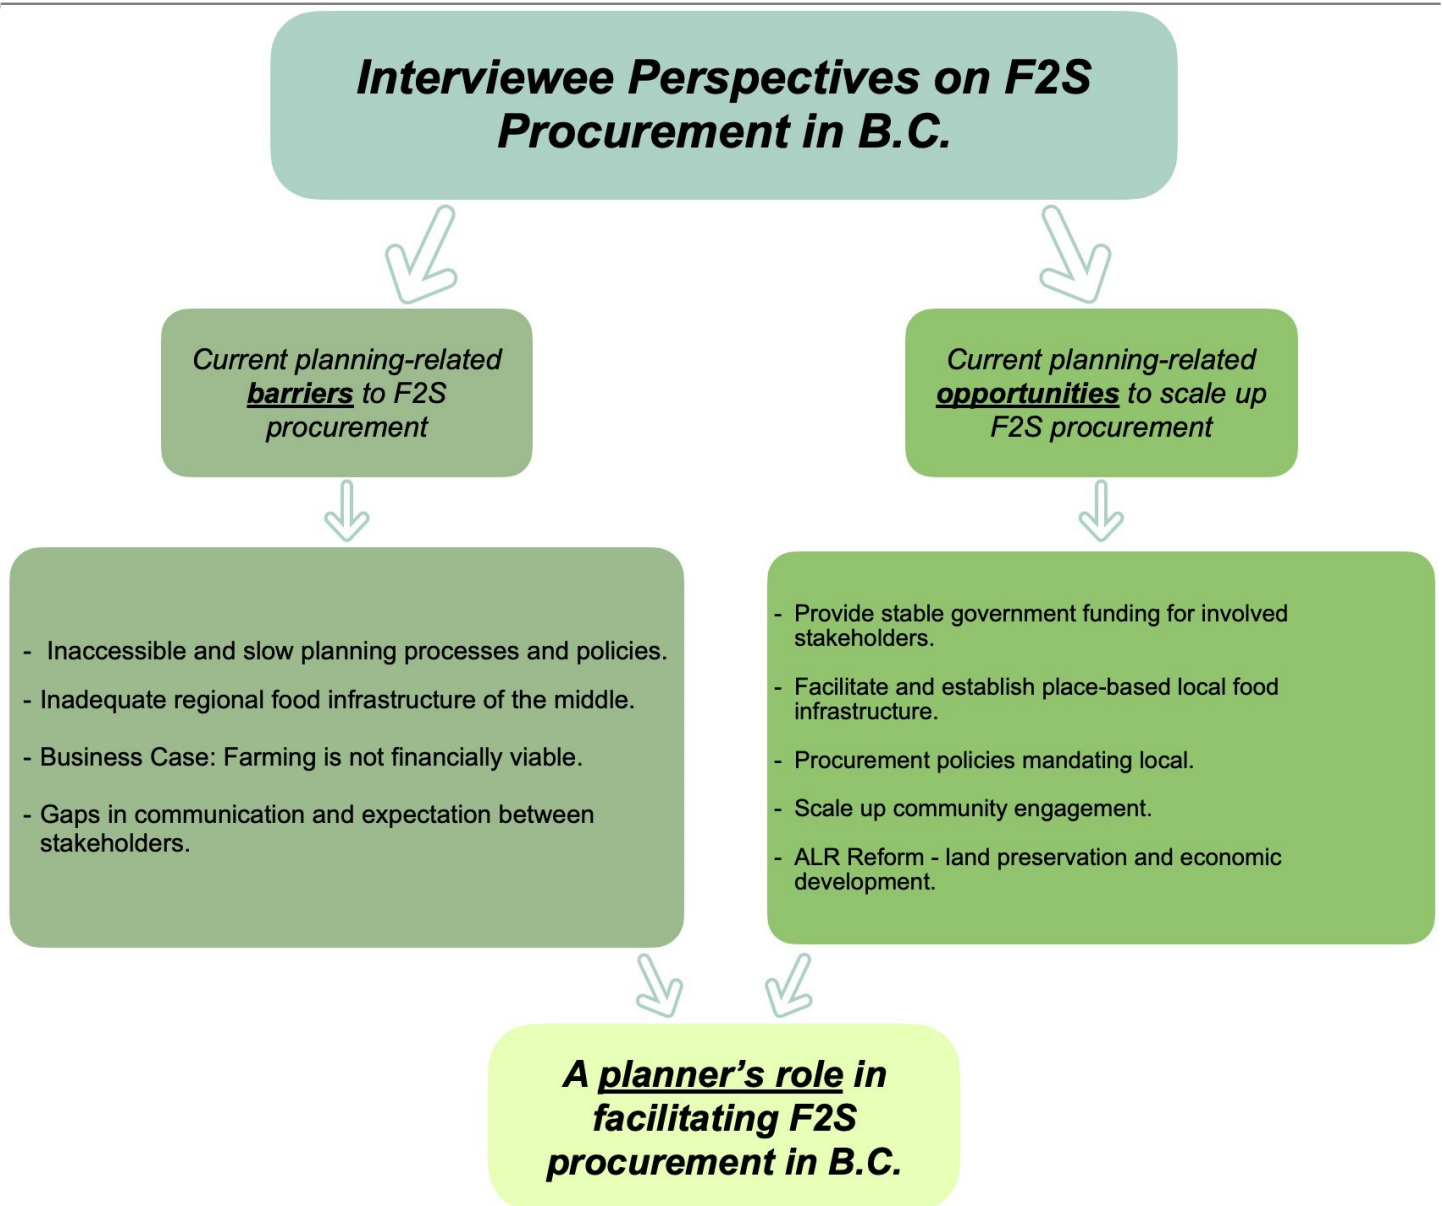 Interviewee Perspectives on F2S
Procurement in B.C.
Current planning-related
barriers to F2S
procurement
Current planning-related
opportunities to scale up
F2S procurement
- Inaccessible and slow planning processes and policies.
- Inadequate regional food infrastructure of the middle.
- Business Case: Farming is not financially viable.
- Gaps in communication and expectation between
stakeholders.
- Provide stable government funding for involved
stakeholders.
- Facilitate and establish place-based local food
infrastructure.
- Procurement policies mandating local.
- Scale up community engagement.
- ALR Reform - land preservation and economic
development.
A planner’s role in
facilitating F2S
procurement in B.C.